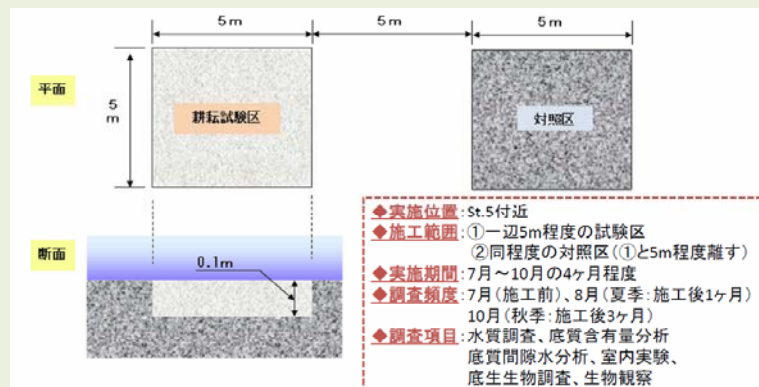 5m
5m
5m
平面
5
m
耕耘試験区
対照区
断面
0.1m
◆実施位置:St.5付近
◆施工範囲:①一辺5m程度の試験区
②同程度の対照区(①と5m程度離す)
◆実施期間:7月～10月の4ヶ月程度
◆調査頻度:7月(施工前)、8月(夏季:施工後1ヶ月)
10月(秋季:施工後3ヶ月)
◆調査項目:水質調査、底質含有量分析
底質間隙水分析、室内実験、
底生生物調査、生物観察